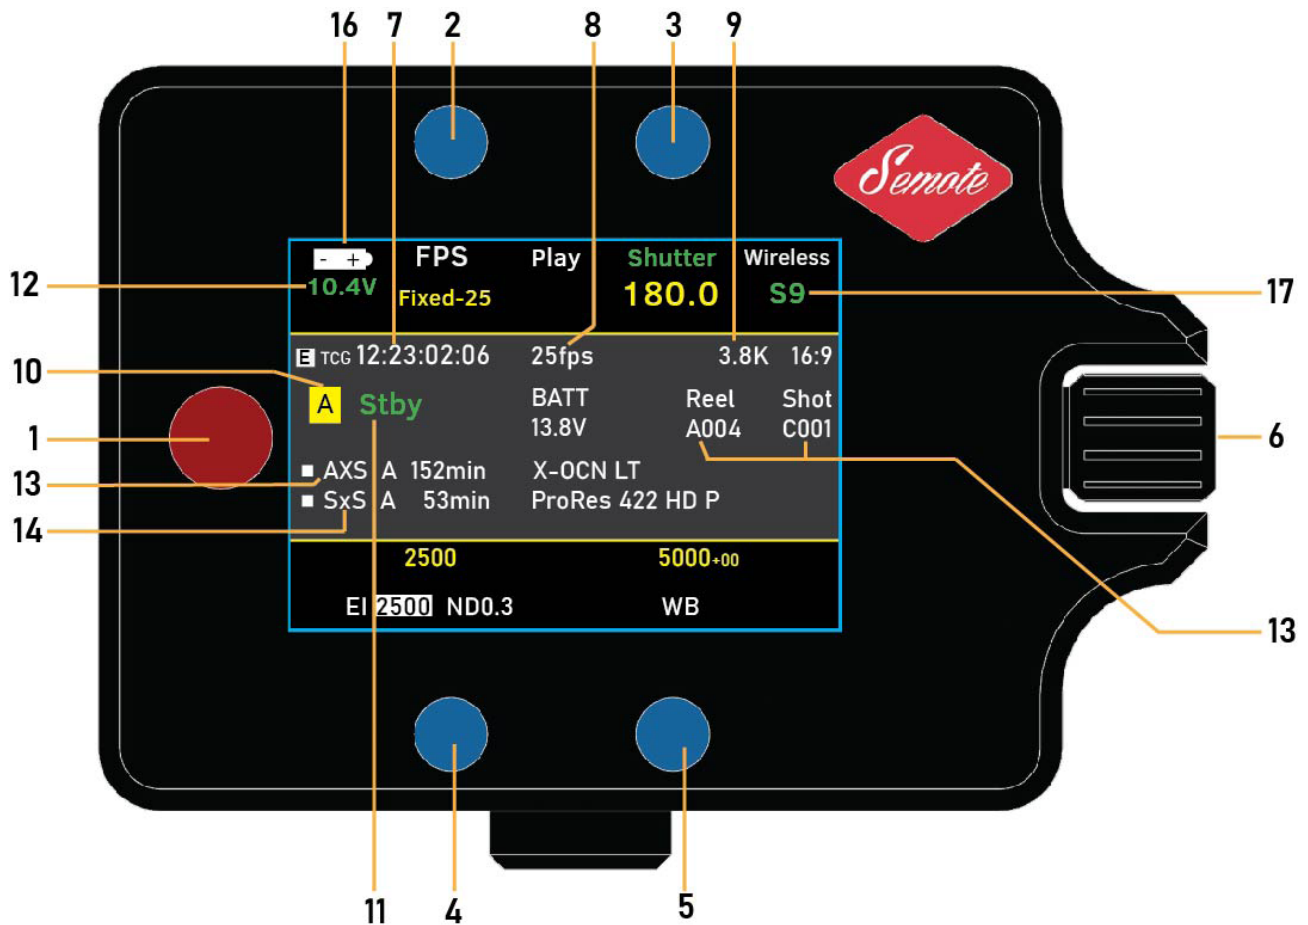 16 7 2 3 8 9
Semote
- +
FPS Play Shutter Wireless
12 10.4V Fixed-25 180.0 S9 17
E TCG 12:23:02:06 25fps 3.8K 16:9
10 A Stby BATT Reel Shot
13.8V A004 C001
1 6
AXS A 152min X-OCN LT
13
SxS A 53min ProRes 422 HD P
14
2500 5000+00
EI 2500 ND0.3 WB
13
11 4 5